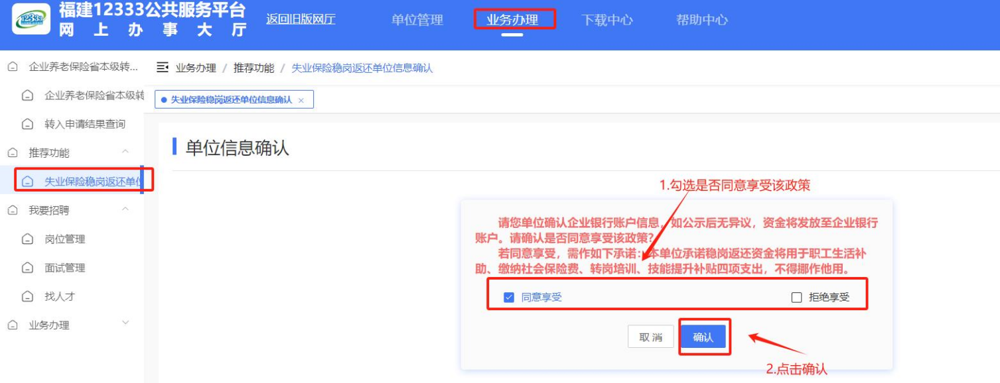 福建12333公共服务平台
网上办事大厅
返回旧版网厅
单位管理
业务办理
下载中心
帮助中心
企业养老保险省本级转...
企业养老保险省本级转
转入申请结果查询
推荐功能
失业保险稳岗返还单位
我要招聘
岗位管理
面试管理
找人才
业务办理
业务办理 / 推荐功能 / 失业保险稳岗返还单位信息确认
失业保险稳岗返还单位信息确认 ×
单位信息确认
1.勾选是否同意享受该政策
请您单位确认企业银行账户信息,如公示后无异议,资金将发放至企业银行
账户。请确认是否同意享受该政策?
若同意享受,需作如下承诺:本单位承诺稳岗返还资金将用于职工生活补
助、缴纳社会保险费、转岗培训、技能提升补贴四项支出,不得挪作他用。
同意享受
拒绝享受
取消
确认
2.点击确认